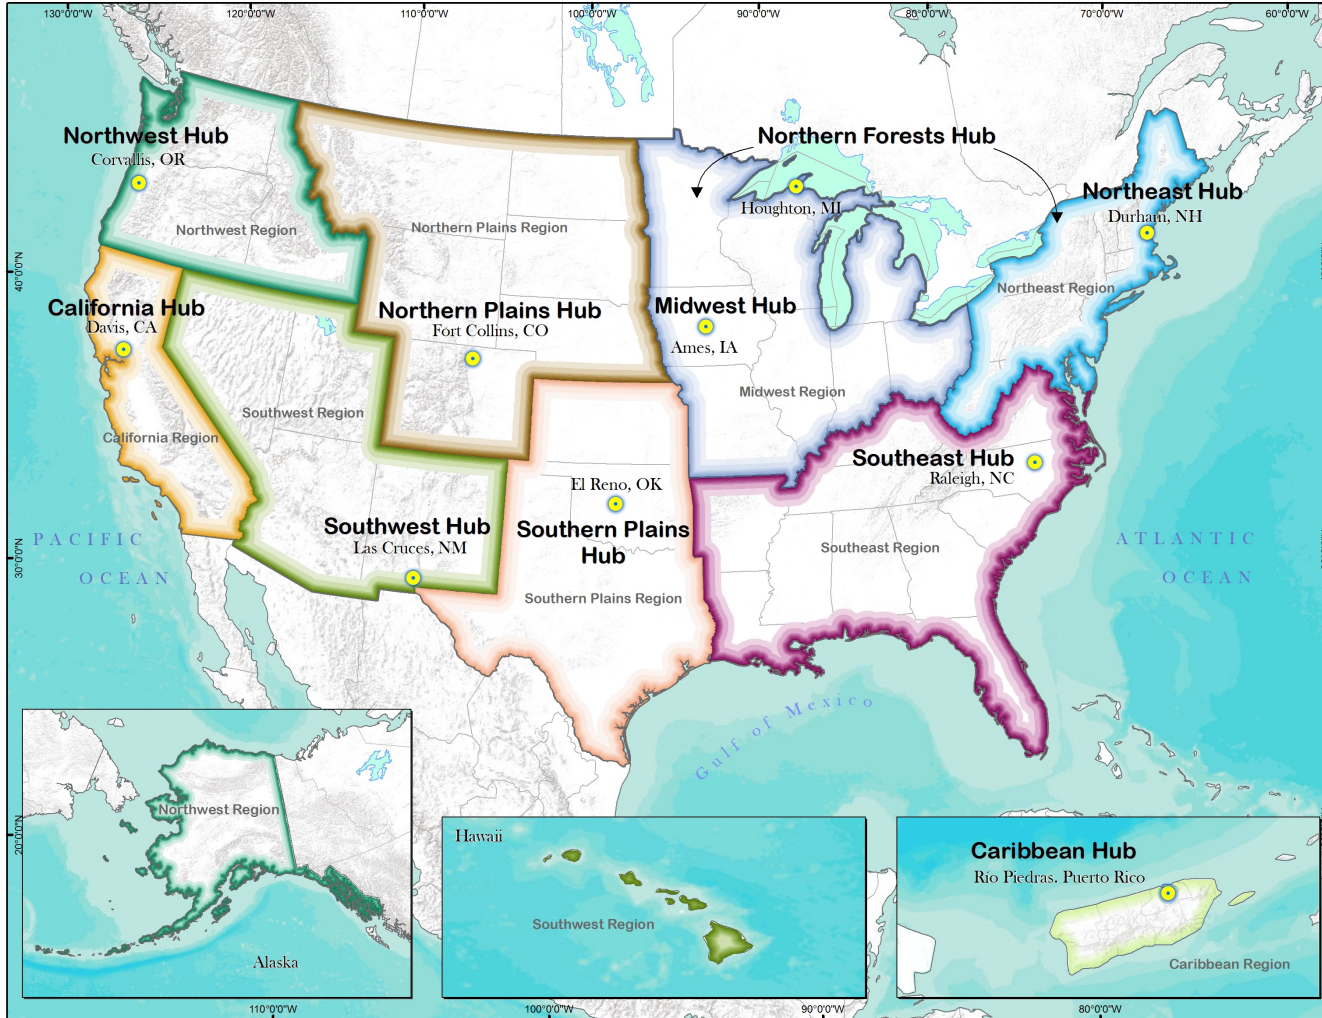 130°0'0"W
120°0'0"W
110°0'0"W
100°0'0"W
90°0'0"W
80°0'0"W
70°0'0"W
60°0'0"W
Northwest Hub
Corvallis, OR
Northern Forests Hub
Houghton, MI
Northeast Hub
Durham, NH
Northwest Region
Northern Plains Region
Northeast Region
40°0'0"N
California Hub
Davis, CA
Northern Plains Hub
Fort Collins, CO
Midwest Hub
Ames, IA
Midwest Region
Southwest Region
California Region
Southeast Hub
Raleigh, NC
El Reno, OK
Southern Plains
Hub
Southwest Hub
Las Cruces, NM
Southeast Region
Southern Plains Region
PACIFIC
OCEAN
ATLANTIC
OCEAN
30°0'0"N
Gulf of Mexico
20°0'0"N
Northwest Region
Alaska
Hawaii
Southwest Region
Caribbean Hub
Río Piedras. Puerto Rico
Caribbean Region
110°0'0"W
100°0'0"W
90°0'0"W
80°0'0"W